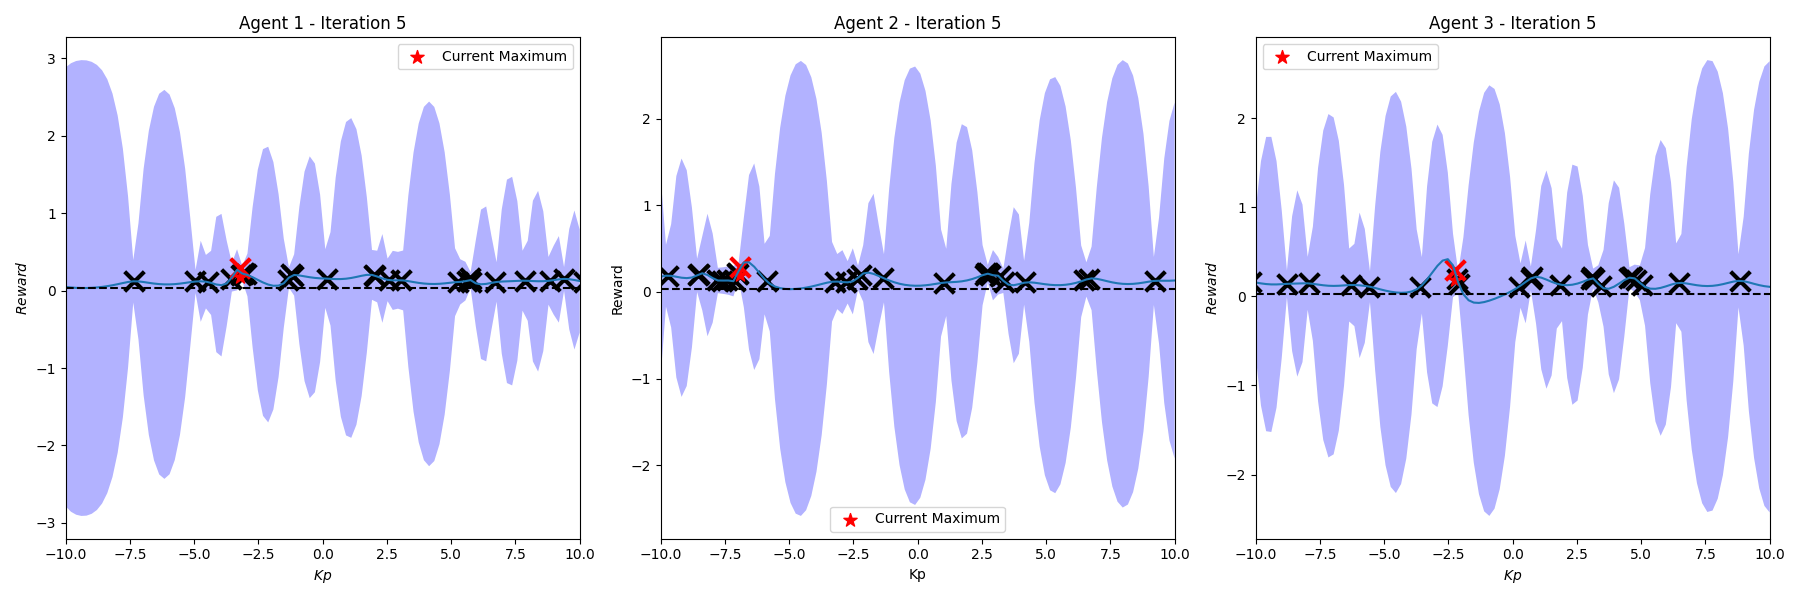 Agent 1 - Iteration 5
Current Maximum
3
2
1
0
−1
−2
−3
Reward
−10.0 −7.5 −5.0 −2.5 0.0 2.5 5.0 7.5 10.0
Kp
Agent 2 - Iteration 5
2
1
0
−1
−2
Reward
Current Maximum
−10.0 −7.5 −5.0 −2.5 0.0 2.5 5.0 7.5 10.0
Kp
Agent 3 - Iteration 5
Current Maximum
2
1
0
−1
−2
Reward
−10.0 −7.5 −5.0 −2.5 0.0 2.5 5.0 7.5 10.0
Kp